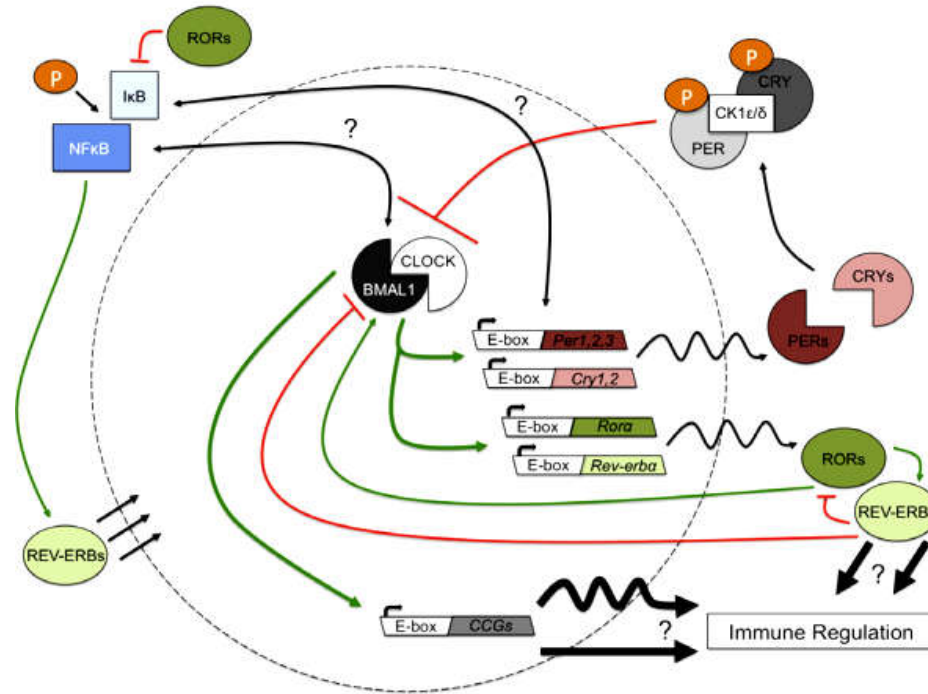 RORs
P
IκB
NFκB
?
?
P
CRY
P
CK1ε/δ
PER
CLOCK
BMAL1
CRYs
PERs
E-box Per1,2,3
E-box Cry1,2
E-box Rorα
E-box Rev-erbα
RORs
REV-ERB
REV-ERBs
?
E-box CCGs
?
Immune Regulation